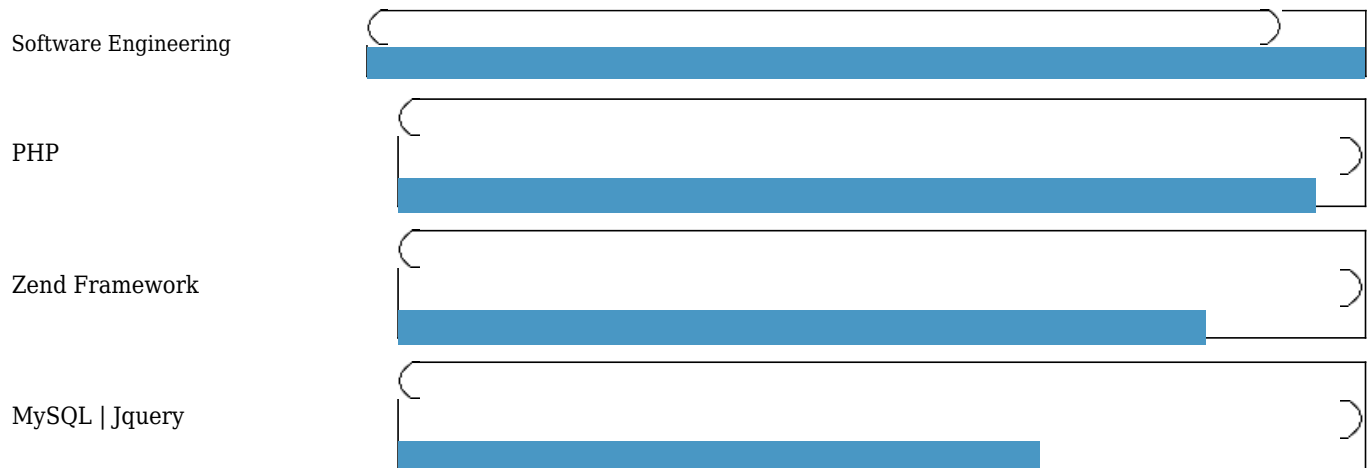 Software Engineering
PHP
Zend Framework
MySQL | Jquery